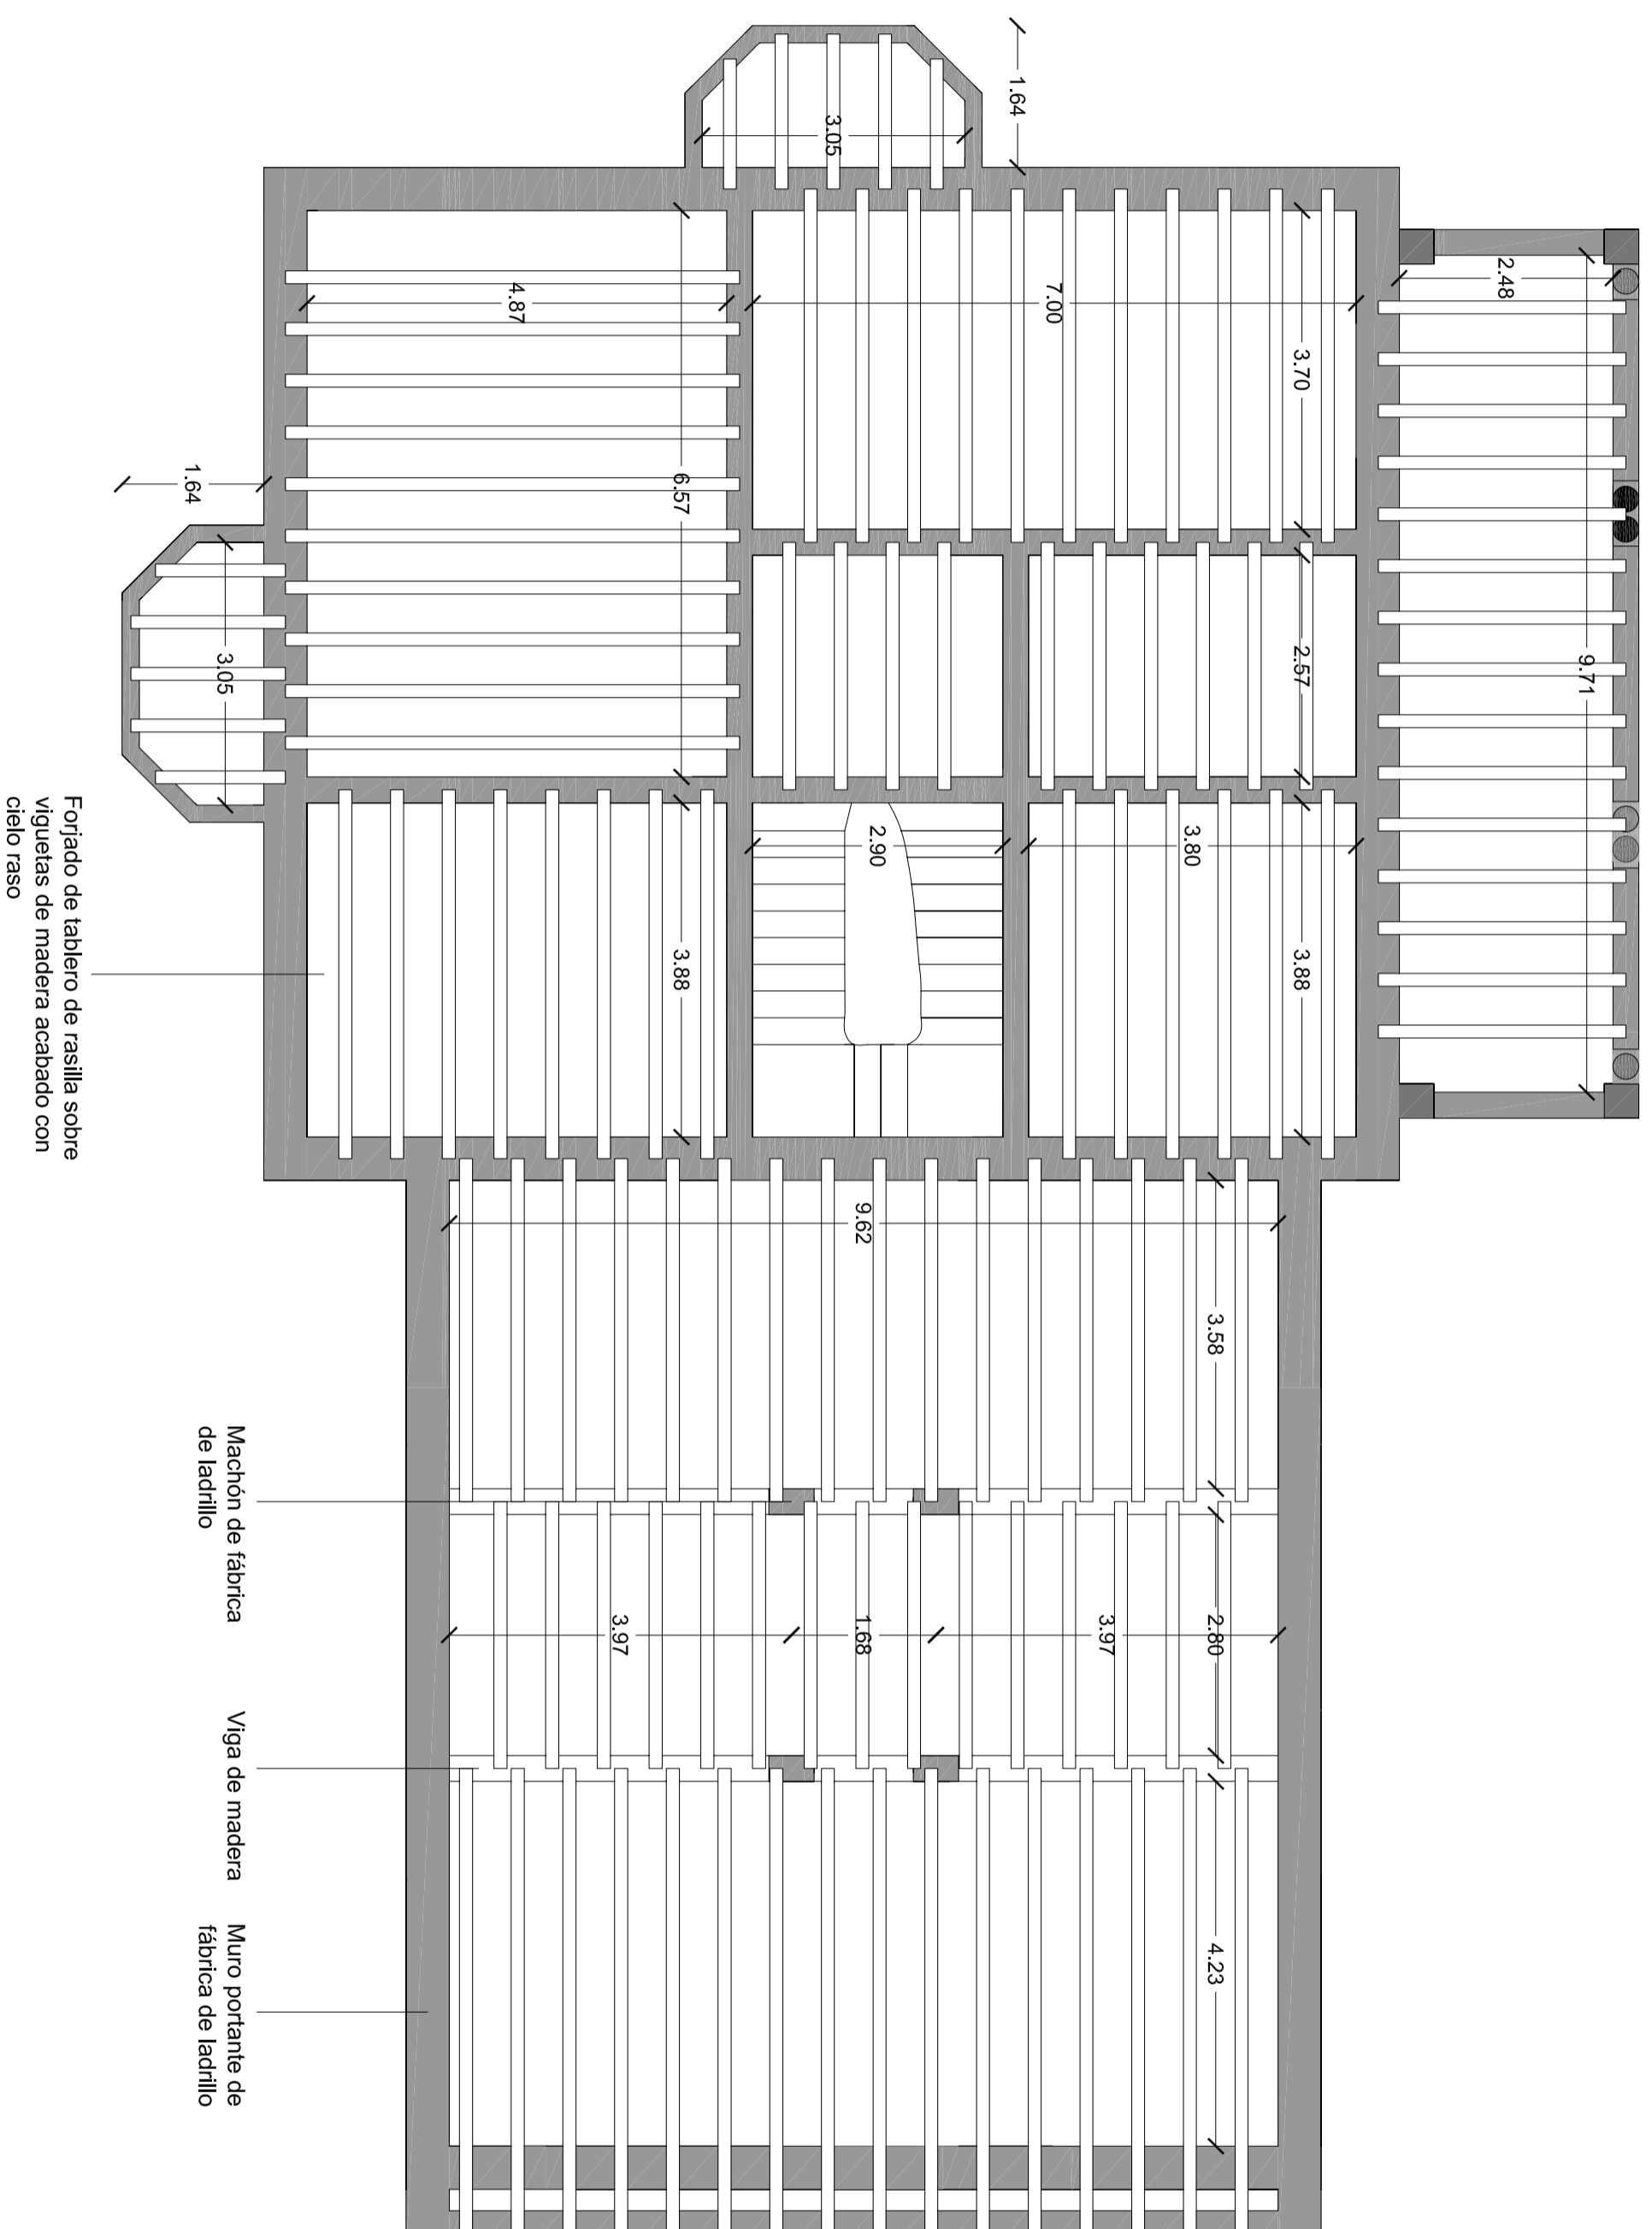 1.64
3.05
2.48
4.87
7.00
3.70
6.57
9.71
1.64
3.05
2.57
2.90
3.80
3.88
3.88
9.62
3.58
3.97
1.68
3.97
2.80
4.23
Forjado de tablero de rasilla sobre
viguetas de madera acabado con
cielo raso
Machón de fábrica
de ladrillo
Viga de madera
Muro portante de
fábrica de ladrillo